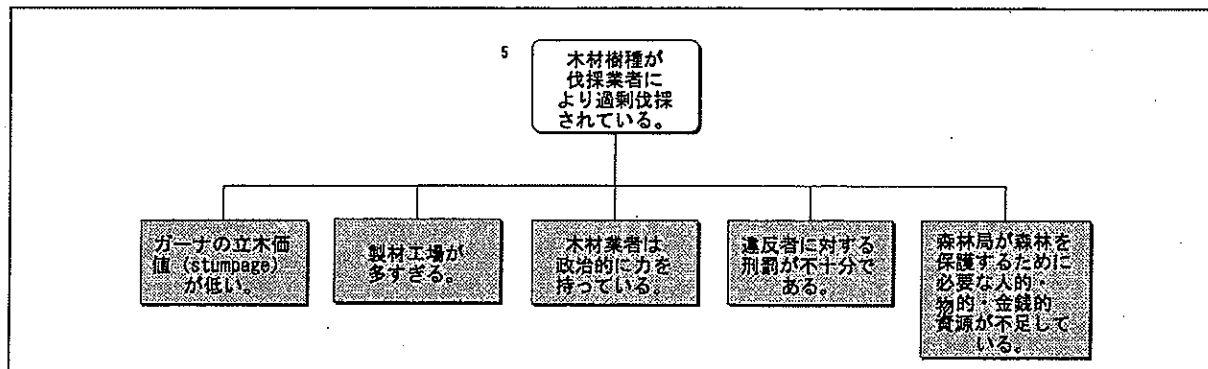 5
木材樹種が
伐採業者に
より過剰伐採
されている。
ガーナの立木価
値 (stumpage)
が低い。
製材工場が
多すぎる。
木材業者は
政治的に力を
持っている。
違反者に対する
刑罰が不十分で
ある。
森林局が森林を
保護するために
必要な人的・
物的・金銭的
資源が不足して
いる。